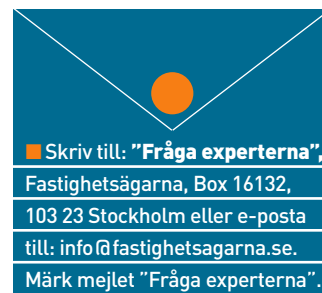 Skriv till: ”Fråga experterna”,
Fastighetsägarna, Box 16132,
103 23 Stockholm eller e-posta
till: info@fastighetsagarna.se.
Märk mejlet ”Fråga experterna”.